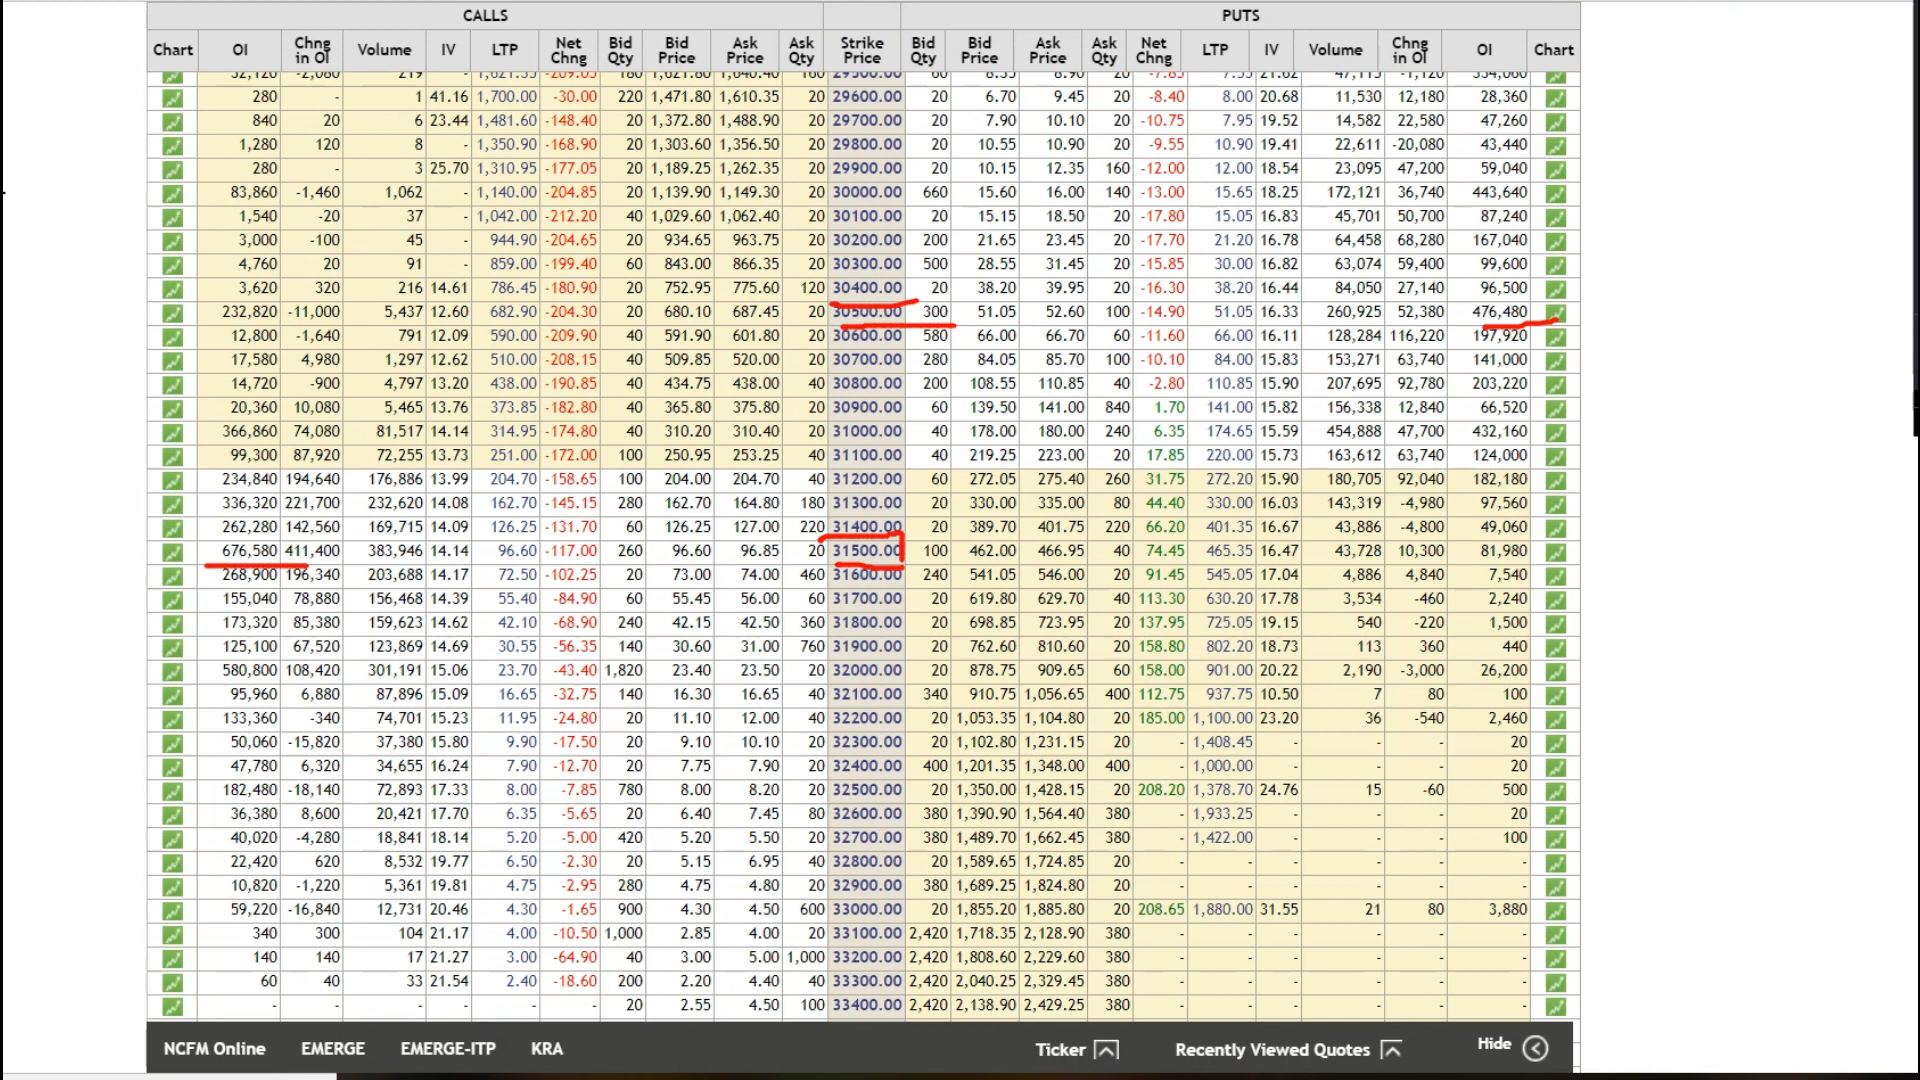 CALLS PUTS
Chart OI Chng in OI Volume IV LTP Net Chng Bid Qty Bid Price Ask Price Ask Qty Strike Price Bid Qty Bid Price Ask Price Ask Qty Net Chng LTP IV Volume Chng in OI OI Chart
280 - 1 41.16 1,700.00 -30.00 220 1,471.80 1,610.35 20 29600.00 20 6.70 9.45 20 -8.40 8.00 20.68 11,530 12,180 28,360
840 20 6 23.44 1,481.60 -148.40 20 1,372.80 1,488.90 20 29700.00 20 7.90 10.10 20 -10.75 7.95 19.52 14,582 22,580 47,260
1,280 120 8 - 1,350.90 -168.90 20 1,303.60 1,356.50 20 29800.00 20 10.55 10.90 20 -9.55 10.90 19.41 22,611 -20,080 43,440
280 - 3 25.70 1,310.95 -177.05 20 1,189.25 1,262.35 20 29900.00 20 10.15 12.35 160 -12.00 12.00 18.54 23,095 47,200 59,040
83,860 -1,460 1,062 - 1,140.00 -204.85 20 1,139.90 1,149.30 20 30000.00 660 15.60 16.00 140 -13.00 15.65 18.25 172,121 36,740 443,640
1,540 -20 37 - 1,042.00 -212.20 40 1,029.60 1,062.40 20 30100.00 20 15.15 18.50 20 -17.80 15.05 16.83 45,701 50,700 87,240
3,000 -100 45 - 944.90 -204.65 20 934.65 963.75 20 30200.00 200 21.65 23.45 20 -17.70 21.20 16.78 64,458 68,280 167,040
4,760 20 91 - 859.00 -199.40 60 843.00 866.35 20 30300.00 500 28.55 31.45 20 -15.85 30.00 16.82 63,074 59,400 99,600
3,620 320 216 14.61 786.45 -180.90 20 752.95 775.60 120 30400.00 20 38.20 39.95 20 -16.30 38.20 16.44 84,050 27,140 96,500
232,820 -11,000 5,437 12.60 682.90 -204.30 20 680.10 687.45 20 30500.00 300 51.05 52.60 100 -14.90 51.05 16.33 260,925 52,380 476,480
12,800 -1,640 791 12.09 590.00 -209.90 40 591.90 601.80 20 30600.00 580 66.00 66.70 60 -11.60 66.00 16.11 128,284 116,220 197,920
17,580 4,980 1,297 12.62 510.00 -208.15 40 509.85 520.00 20 30700.00 280 84.05 85.70 100 -10.10 84.00 15.83 153,271 63,740 141,000
14,720 -900 4,797 13.20 438.00 -190.85 40 434.75 438.00 40 30800.00 200 108.55 110.85 40 -2.80 110.85 15.90 207,695 92,780 203,220
20,360 10,080 5,465 13.76 373.85 -182.80 40 365.80 375.80 20 30900.00 60 139.50 141.00 840 1.70 141.00 15.82 156,338 12,840 66,520
366,860 74,080 81,517 14.14 314.95 -174.80 40 310.20 310.40 20 31000.00 40 178.00 180.00 240 6.35 174.65 15.59 454,888 47,700 432,160
99,300 87,920 72,255 13.73 251.00 -172.00 100 250.95 253.25 40 31100.00 40 219.25 223.00 20 17.85 220.00 15.73 163,612 63,740 124,000
234,840 194,640 176,886 13.99 204.70 -158.65 100 204.00 204.70 40 31200.00 60 272.05 275.40 260 31.75 272.20 15.90 180,705 92,040 182,180
336,320 221,700 232,620 14.08 162.70 -145.15 280 162.70 164.80 180 31300.00 20 330.00 335.00 80 44.40 330.00 16.03 143,319 -4,980 97,560
262,280 142,560 169,715 14.09 126.25 -131.70 60 126.25 127.00 220 31400.00 20 389.70 401.75 220 66.20 401.35 16.67 43,886 -4,800 49,060
676,580 411,400 383,946 14.14 96.60 -117.00 260 96.60 96.85 20 31500.00 100 462.00 466.95 40 74.45 465.35 16.47 43,728 10,300 81,980
268,900 196,340 203,688 14.17 72.50 -102.25 20 73.00 74.00 460 31600.00 240 541.05 546.00 20 91.45 545.05 17.04 4,886 4,840 7,540
155,040 78,880 156,468 14.39 55.40 -84.90 60 55.45 56.00 60 31700.00 20 619.80 629.70 40 113.30 630.20 17.78 3,534 -460 2,240
173,320 85,380 159,623 14.62 42.10 -68.90 240 42.15 42.50 360 31800.00 20 698.85 723.95 20 137.95 725.05 19.15 540 -220 1,500
125,100 67,520 123,869 14.69 30.55 -56.35 140 30.60 31.00 760 31900.00 20 762.60 810.60 20 158.80 802.20 18.73 113 360 440
580,800 108,420 301,191 15.06 23.70 -43.40 1,820 23.40 23.50 20 32000.00 20 878.75 909.65 60 158.00 901.00 20.22 2,190 -3,000 26,200
95,960 6,880 87,896 15.09 16.65 -32.75 140 16.30 16.65 40 32100.00 340 910.75 1,056.65 400 112.75 937.75 10.50 7 80 100
133,360 -340 74,701 15.23 11.95 -24.80 20 11.10 12.00 40 32200.00 20 1,053.35 1,104.80 20 185.00 1,100.00 23.20 36 -540 2,460
50,060 -15,820 37,380 15.80 9.90 -17.50 20 9.10 10.10 20 32300.00 20 1,102.80 1,231.15 20 - 1,408.45 - - - 20
47,780 6,320 34,655 16.24 7.90 -12.70 20 7.75 7.90 20 32400.00 400 1,201.35 1,348.00 400 - 1,000.00 - - - 20
182,480 -18,140 72,893 17.33 8.00 -7.85 780 8.00 8.20 20 32500.00 20 1,350.00 1,428.15 20 208.20 1,378.70 24.76 15 -60 500
36,380 8,600 20,421 17.70 6.35 -5.65 20 6.40 7.45 80 32600.00 380 1,390.90 1,564.40 380 - 1,933.25 - - - 20
40,020 -4,280 18,841 18.14 5.20 -5.00 420 5.20 5.50 20 32700.00 380 1,489.70 1,662.45 380 - 1,422.00 - - - 100
22,420 620 8,532 19.77 6.50 -2.30 20 5.15 6.95 40 32800.00 20 1,589.65 1,724.85 20 - - - - - -
10,820 -1,220 5,361 19.81 4.75 -2.95 280 4.75 4.80 20 32900.00 380 1,689.25 1,824.80 20 - - - - - -
59,220 -16,840 12,731 20.46 4.30 -1.65 900 4.30 4.50 600 33000.00 20 1,855.20 1,885.80 20 208.65 1,880.00 31.55 21 80 3,880
340 300 104 21.17 4.00 -10.50 1,000 2.85 4.00 20 33100.00 2,420 1,718.35 2,128.90 380 - - - - - -
140 140 17 21.27 3.00 -64.90 40 3.00 5.00 1,000 33200.00 2,420 1,808.60 2,229.60 380 - - - - - -
60 40 33 21.54 2.40 -18.60 200 2.20 4.40 40 33300.00 2,420 2,040.25 2,329.45 380 - - - - - -
- - - - - - 20 2.55 4.50 100 33400.00 2,420 2,138.90 2,429.25 380 - - - - - -
NCFM Online EMERGE EMERGE-ITP KRA Ticker Recently Viewed Quotes Hide